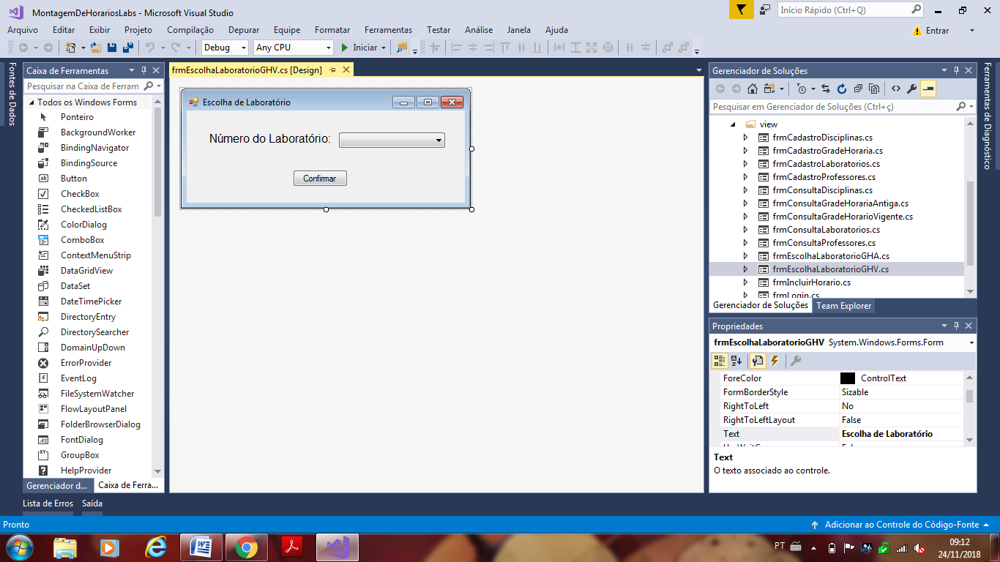 MontagemDeHorariosLabs - Microsoft Visual Studio
Início Rápido (Ctrl+Q)
Arquivo Editar Exibir Projeto Compilação Depurar Equipe Formatar Ferramentas Testar Análise Janela Ajuda
Entrar
Debug Any CPU Iniciar
Fontes de Dados
Caixa de Ferramentas
Pesquisar na Caixa de Ferram
Todos os Windows Forms
Ponteiro
BackgroundWorker
BindingNavigator
BindingSource
Button
CheckBox
CheckedListBox
ColorDialog
ComboBox
ContextMenuStrip
DataGridView
DataSet
DateTimePicker
DirectoryEntry
DirectorySearcher
DomainUpDown
ErrorProvider
EventLog
FileSystemWatcher
FlowLayoutPanel
FolderBrowserDialog
FontDialog
GroupBox
HelpProvider
Gerenciador d... Caixa de Ferra...
frmEscolhaLaboratorioGHV.cs [Design]
Escolha de Laboratório
Número do Laboratório:
Confirmar
Gerenciador de Soluções
Pesquisar em Gerenciador de Soluções (Ctrl+ç)
view
frmCadastroDisciplinas.cs
frmCadastroGradeHoraria.cs
frmCadastroLaboratorios.cs
frmCadastroProfessores.cs
frmConsultaDisciplinas.cs
frmConsultaGradeHorariaAntiga.cs
frmConsultaGradeHorarioVigente.cs
frmConsultaLaboratorios.cs
frmConsultaProfessores.cs
frmEscolhaLaboratorioGHA.cs
frmEscolhaLaboratorioGHV.cs
frmIncluirHorario.cs
frmLogin.cs
Gerenciador de Soluções Team Explorer
Propriedades
frmEscolhaLaboratorioGHV System.Windows.Forms.Form
ForeColor ControlText
FormBorderStyle Sizable
RightToLeft No
RightToLeftLayout False
Text Escolha de Laboratório
Text
O texto associado ao controle.
Ferramentas de Diagnóstico
Lista de Erros Saída
Pronto
Adicionar ao Controle do Código-Fonte
PT
09:12
24/11/2018